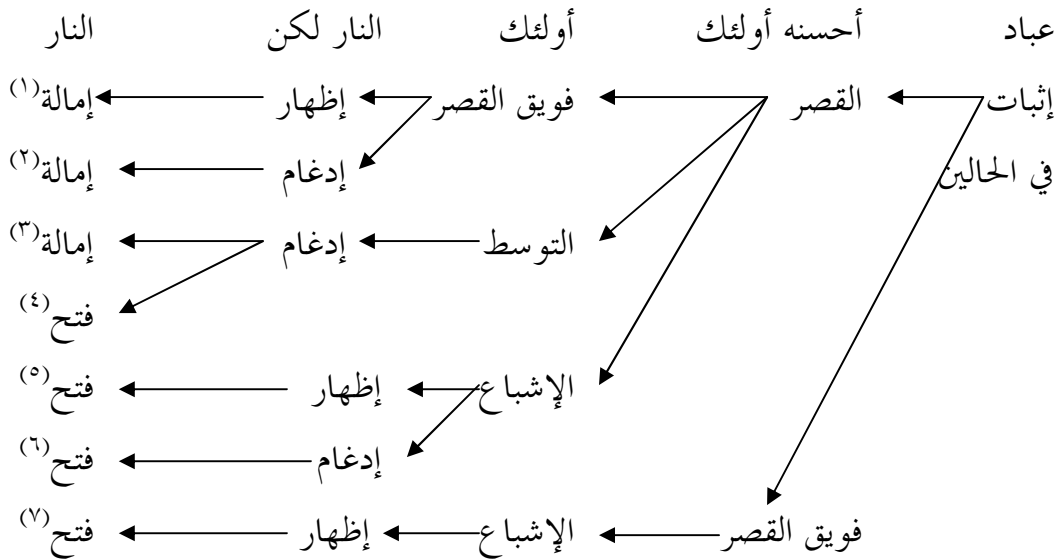 عباد أحسنه أولئك أولئك النار لكن النار
إثبات القصر فويق القصر إظهار إمالة(١)
في الحالين إدغام إمالة(٢)
التوسط إدغام إمالة(٣)
فتح(٤)
الإشباع إظهار فتح(٥)
إدغام فتح(٦)
فويق القصر الإشباع إظهار فتح(٧)